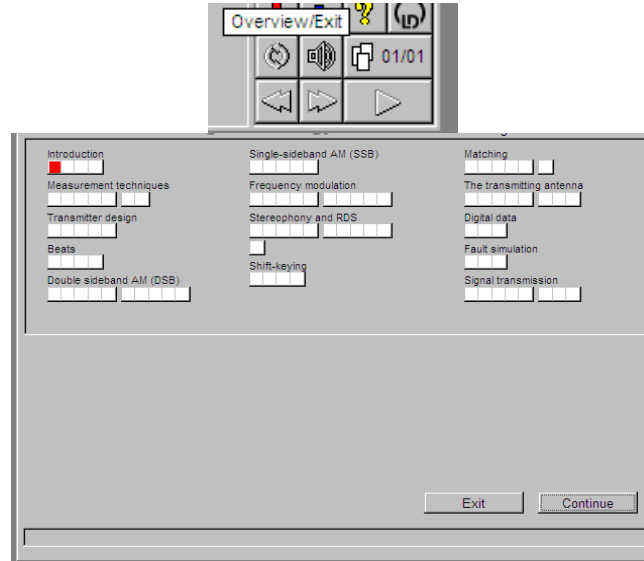 Overview/Exit
01/01
Introduction
Single-sideband AM (SSB)
Matching
Measurement techniques
Frequency modulation
The transmitting antenna
Transmitter design
Stereophony and RDS
Digital data
Beats
Fault simulation
Shift-keying
Double sideband AM (DSB)
Signal transmission
Exit
Continue